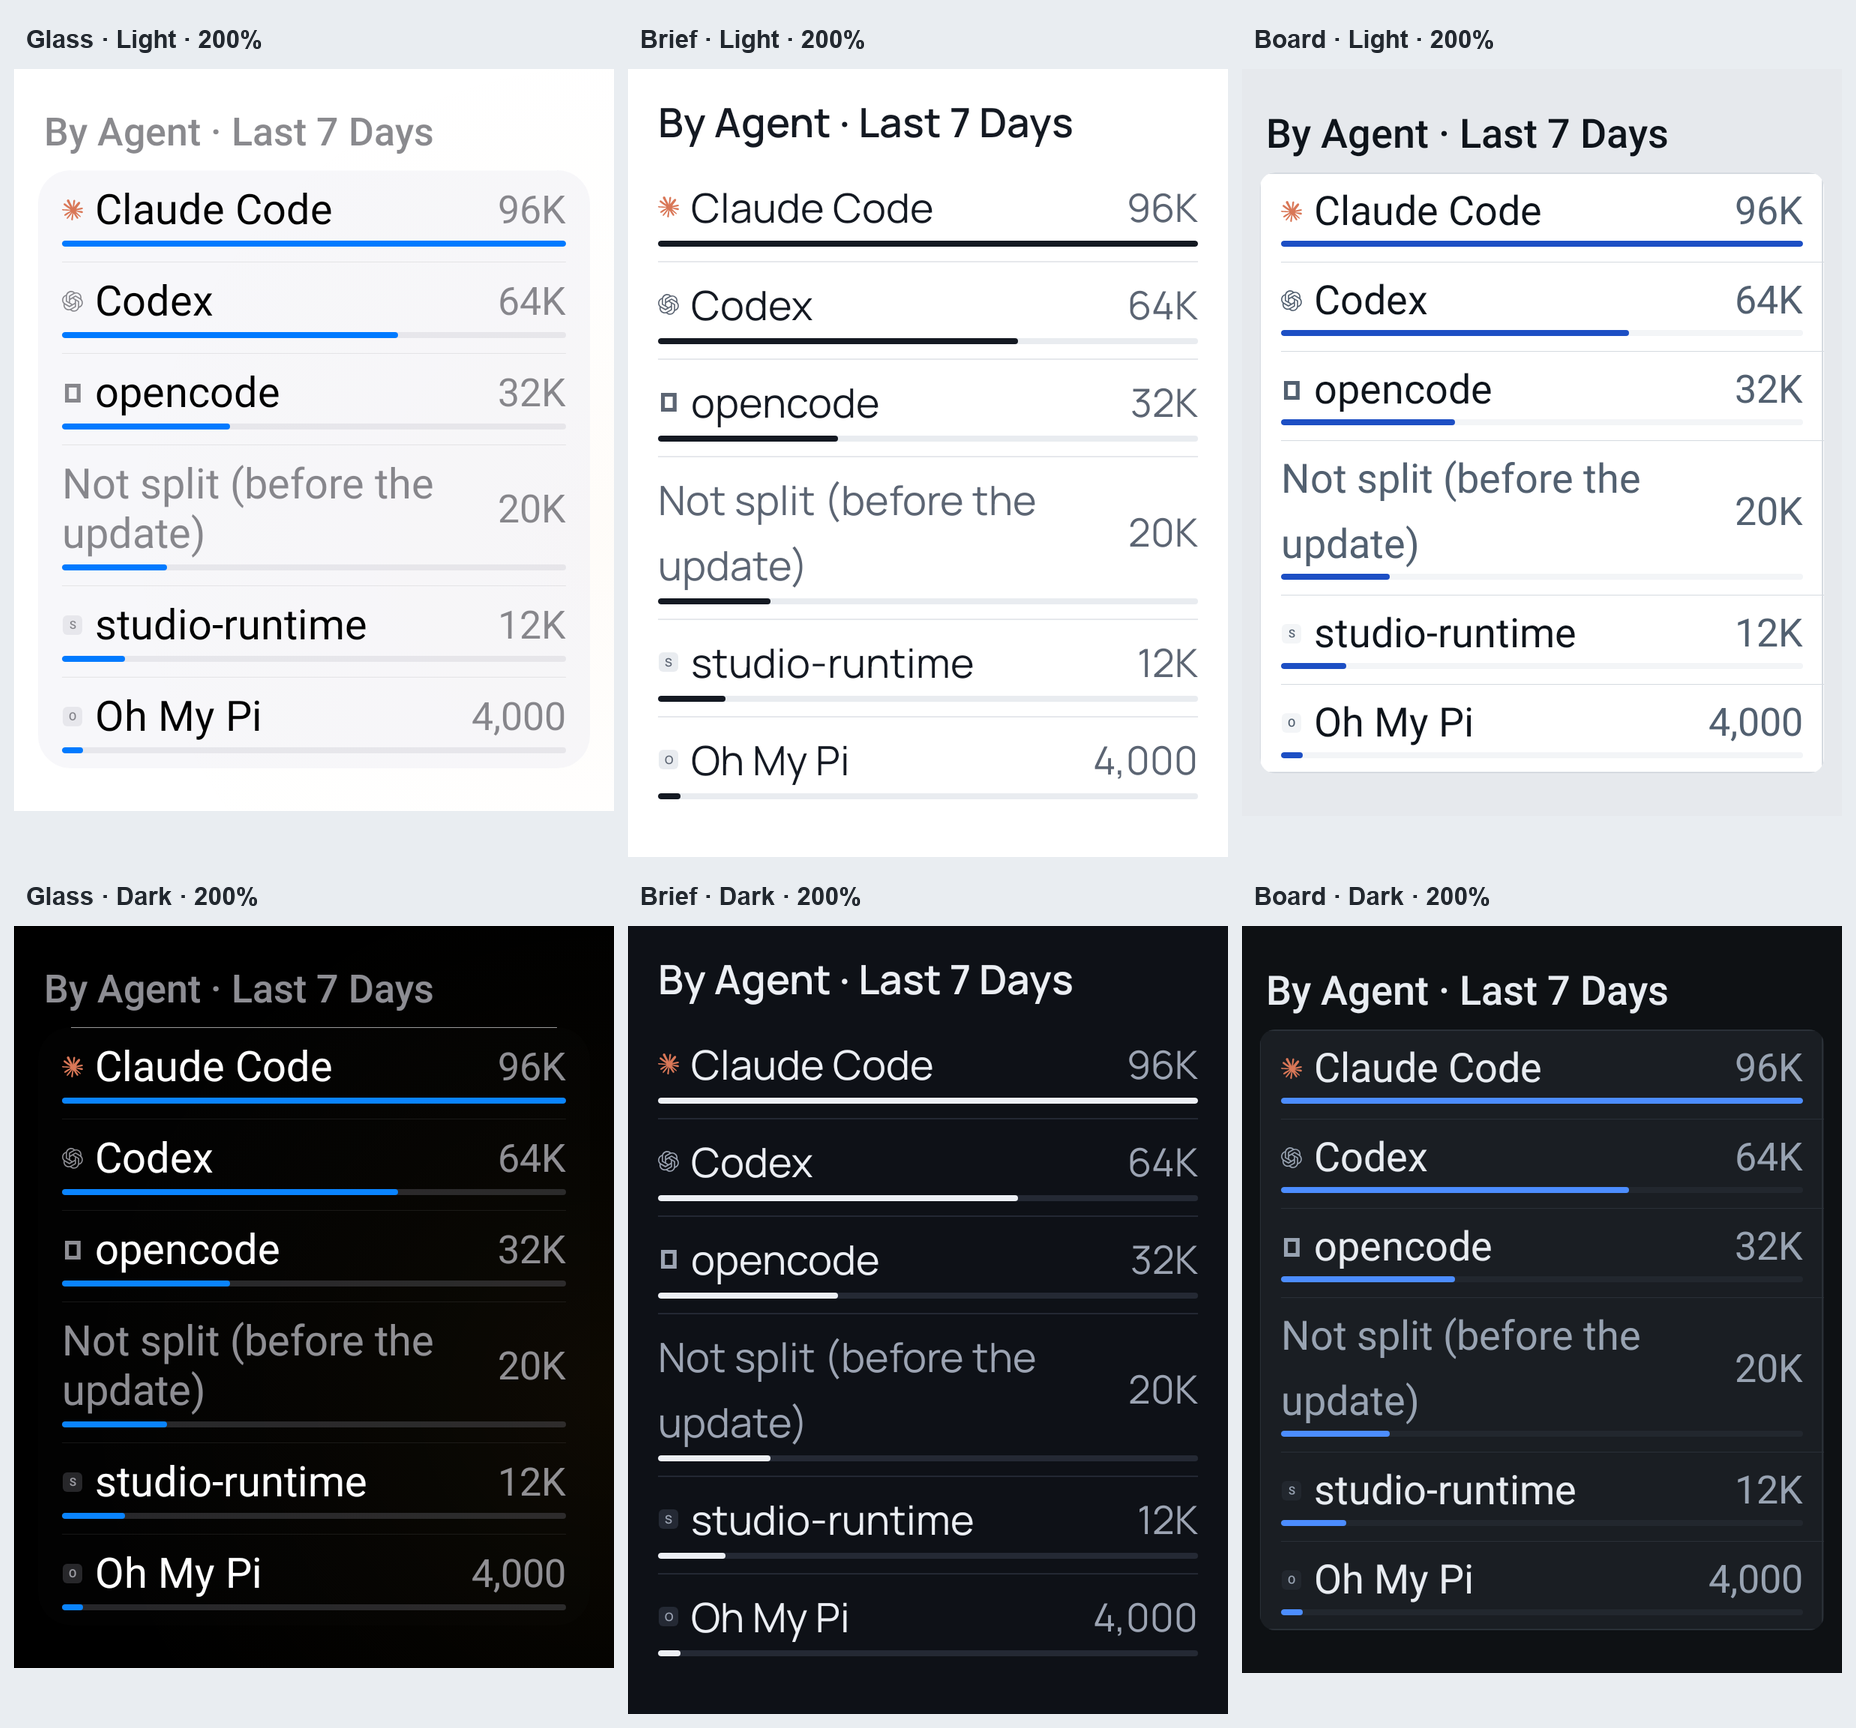 Glass · Light · 200%
By Agent · Last 7 Days
Claude Code 96K
Codex 64K
opencode 32K
Not split (before the
update) 20K
s studio-runtime 12K
o Oh My Pi 4,000
Brief · Light · 200%
By Agent · Last 7 Days
Claude Code 96K
Codex 64K
opencode 32K
Not split (before the
update) 20K
s studio-runtime 12K
o Oh My Pi 4,000
Board · Light · 200%
By Agent · Last 7 Days
Claude Code 96K
Codex 64K
opencode 32K
Not split (before the
update) 20K
s studio-runtime 12K
o Oh My Pi 4,000
Glass · Dark · 200%
By Agent · Last 7 Days
Claude Code 96K
Codex 64K
opencode 32K
Not split (before the
update) 20K
s studio-runtime 12K
o Oh My Pi 4,000
Brief · Dark · 200%
By Agent · Last 7 Days
Claude Code 96K
Codex 64K
opencode 32K
Not split (before the
update) 20K
s studio-runtime 12K
o Oh My Pi 4,000
Board · Dark · 200%
By Agent · Last 7 Days
Claude Code 96K
Codex 64K
opencode 32K
Not split (before the
update) 20K
s studio-runtime 12K
o Oh My Pi 4,000